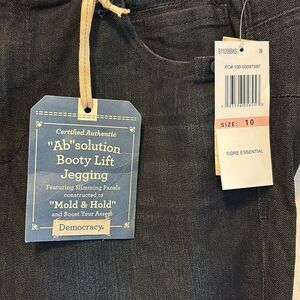 Certified Authentic
"Ab"solution
Booty Lift
Jegging
Featuring Slimming Panels
constructed to
"Mold & Hold"
and Boost Your Assets
Democracy.
IN
SIZE: 10
CORE ESSENTIAL